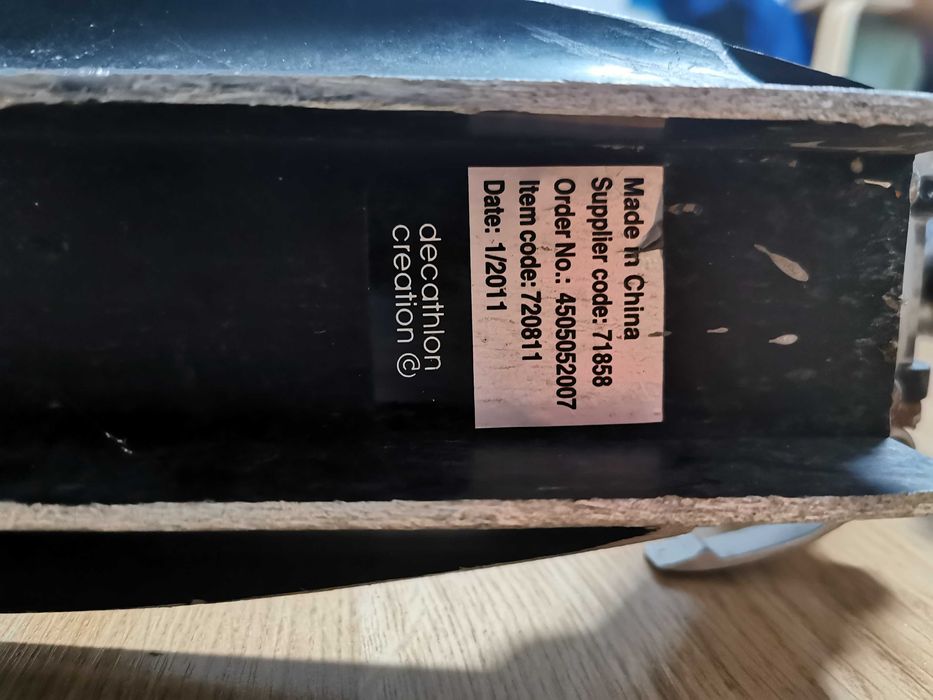 Made in China
Supplier code: 71858
Order No.: 4505052007
Item code: 720811
Date: 1/2011
decathlon
creation ©